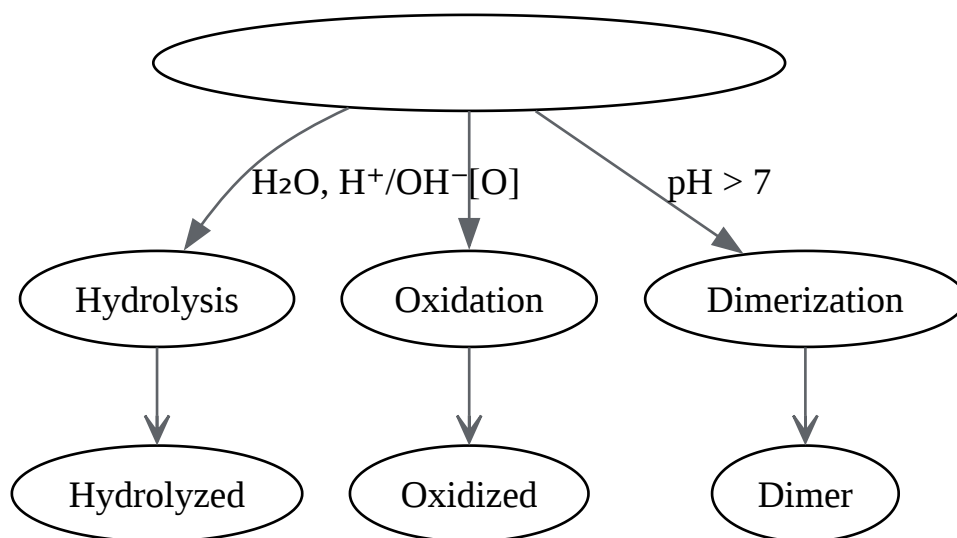 H₂O, H⁺/OH⁻
[O]
pH > 7
Hydrolysis
Oxidation
Dimerization
Hydrolyzed
Oxidized
Dimer